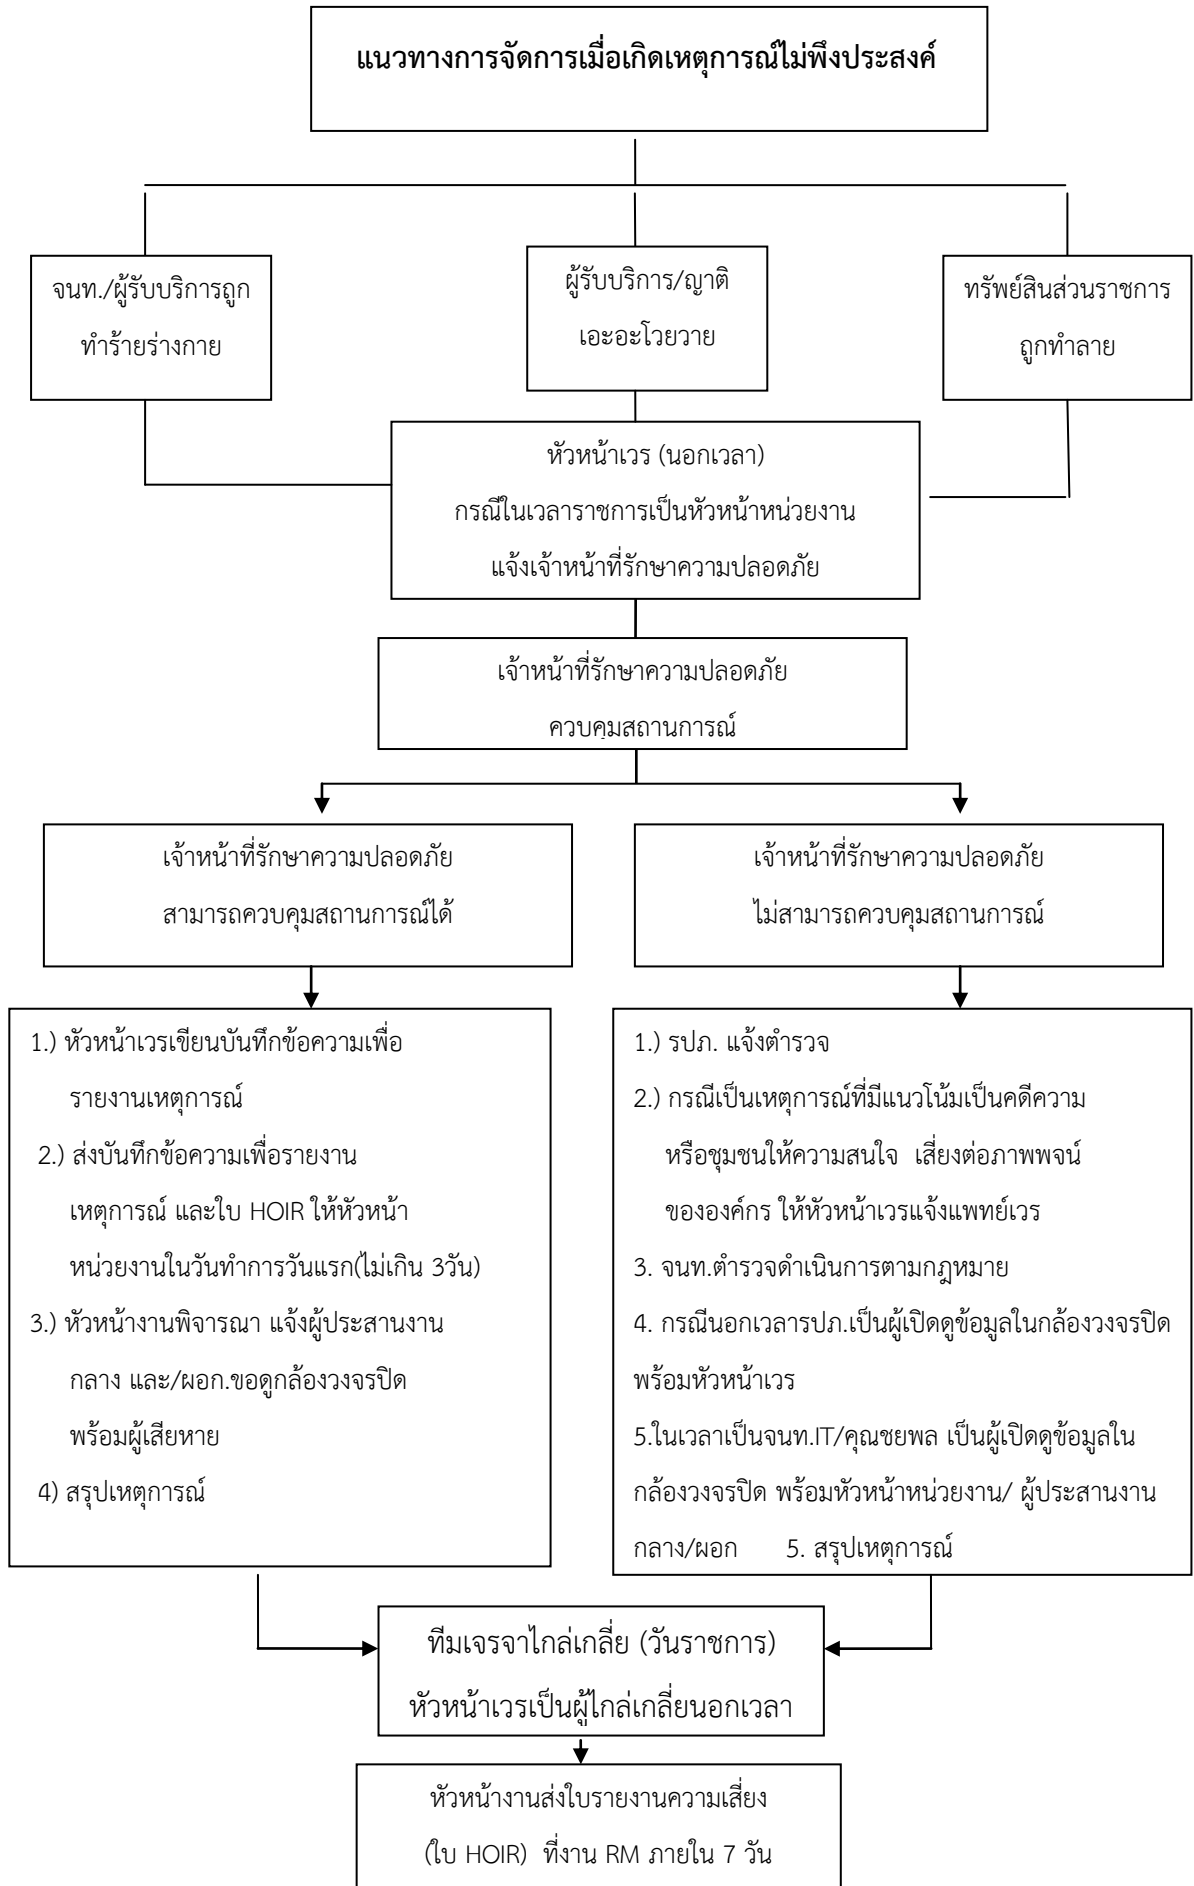 แนวทางการจัดการเมื่อเกิดเหตุการณ์ไม่พึงประสงค์
จนท./ผู้รับบริการถูก
ทำร้ายร่างกาย
ผู้รับบริการ/ญาติ
เอะอะโวยวาย
ทรัพย์สินส่วนราชการ
ถูกทำลาย
หัวหน้าเวร (นอกเวลา)
กรณีในเวลาราชการเป็นหัวหน้าหน่วยงาน
แจ้งเจ้าหน้าที่รักษาความปลอดภัย
เจ้าหน้าที่รักษาความปลอดภัย
ควบคุมสถานการณ์
เจ้าหน้าที่รักษาความปลอดภัย
สามารถควบคุมสถานการณ์ได้
เจ้าหน้าที่รักษาความปลอดภัย
ไม่สามารถควบคุมสถานการณ์
1.) หัวหน้าเวรเขียนบันทึกข้อความเพื่อ
รายงานเหตุการณ์
2.) ส่งบันทึกข้อความเพื่อรายงาน
เหตุการณ์ และใบ HOIR ให้หัวหน้า
หน่วยงานในวันทำการวันแรก(ไม่เกิน 3วัน)
3.) หัวหน้างานพิจารณา แจ้งผู้ประสานงาน
กลาง และ/ผอก.ขอดูกล้องวงจรปิด
พร้อมผู้เสียหาย
4) สรุปเหตุการณ์
1.) รปภ. แจ้งตำรวจ
2.) กรณีเป็นเหตุการณ์ที่มีแนวโน้มเป็นคดีความ
หรือชุมชนให้ความสนใจ เสี่ยงต่อภาพพจน์
ขององค์กร ให้หัวหน้าเวรแจ้งแพทย์เวร
3. จนท.ตำรวจดำเนินการตามกฎหมาย
4. กรณีนอกเวลารปภ.เป็นผู้เปิดดูข้อมูลในกล้องวงจรปิด
พร้อมหัวหน้าเวร
5.ในเวลาเป็นจนท.IT/คุณชยพล เป็นผู้เปิดดูข้อมูลใน
กล้องวงจรปิด พร้อมหัวหน้าหน่วยงาน/ ผู้ประสานงาน
กลาง/ผอก 5. สรุปเหตุการณ์
ทีมเจรจาไกล่เกลี่ย (วันราชการ)
หัวหน้าเวรเป็นผู้ไกล่เกลี่ยนอกเวลา
หัวหน้างานส่งใบรายงานความเสี่ยง
(ใบ HOIR) ที่งาน RM ภายใน 7 วัน